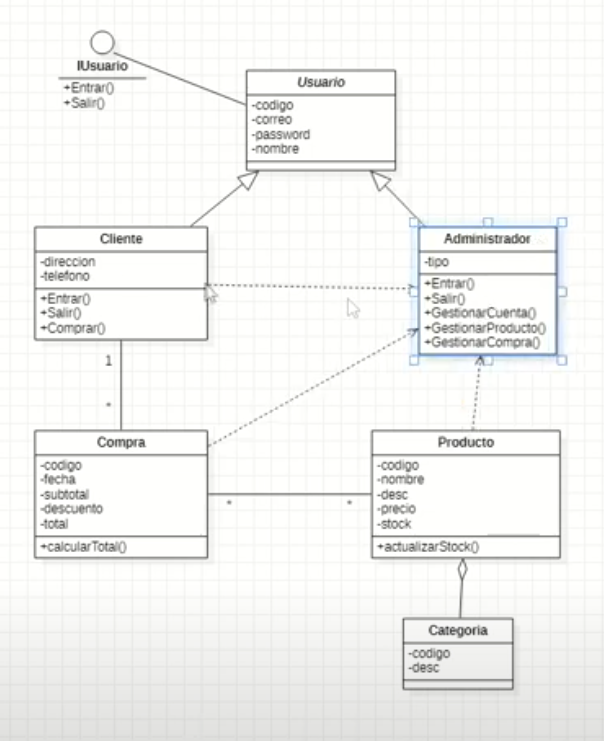 IUsuario
+Entrar()
+Salir()
Usuario
-codigo
-correo
-password
-nombre
Cliente
-direccion
-telefono
+Entrar()
+Salir()
+Comprar()
Administrador
-tipo
+Entrar()
+Salir()
+GestionarCuenta()
+GestionarProducto()
+GestionarCompra()
1
*
Compra
-codigo
-fecha
-subtotal
-descuento
-total
+calcularTotal()
*
*
Producto
-codigo
-nombre
-desc
-precio
-stock
+actualizarStock()
Categoria
-codigo
-desc